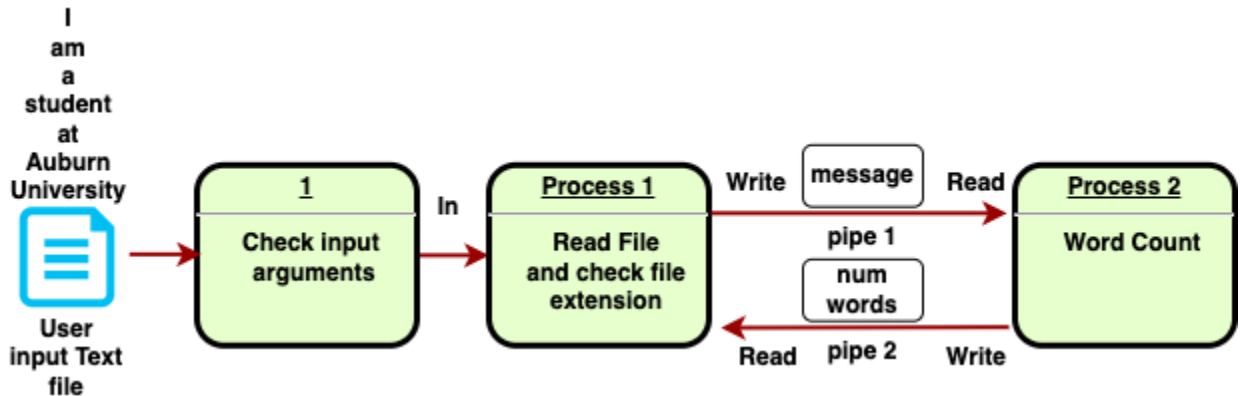 I
am
a
student
at
Auburn
University
User
input Text
file
1
Check input
arguments
In
Process 1
Read File
and check file
extension
Write
message
Read
pipe 1
num
words
Read
pipe 2
Write
Process 2
Word Count